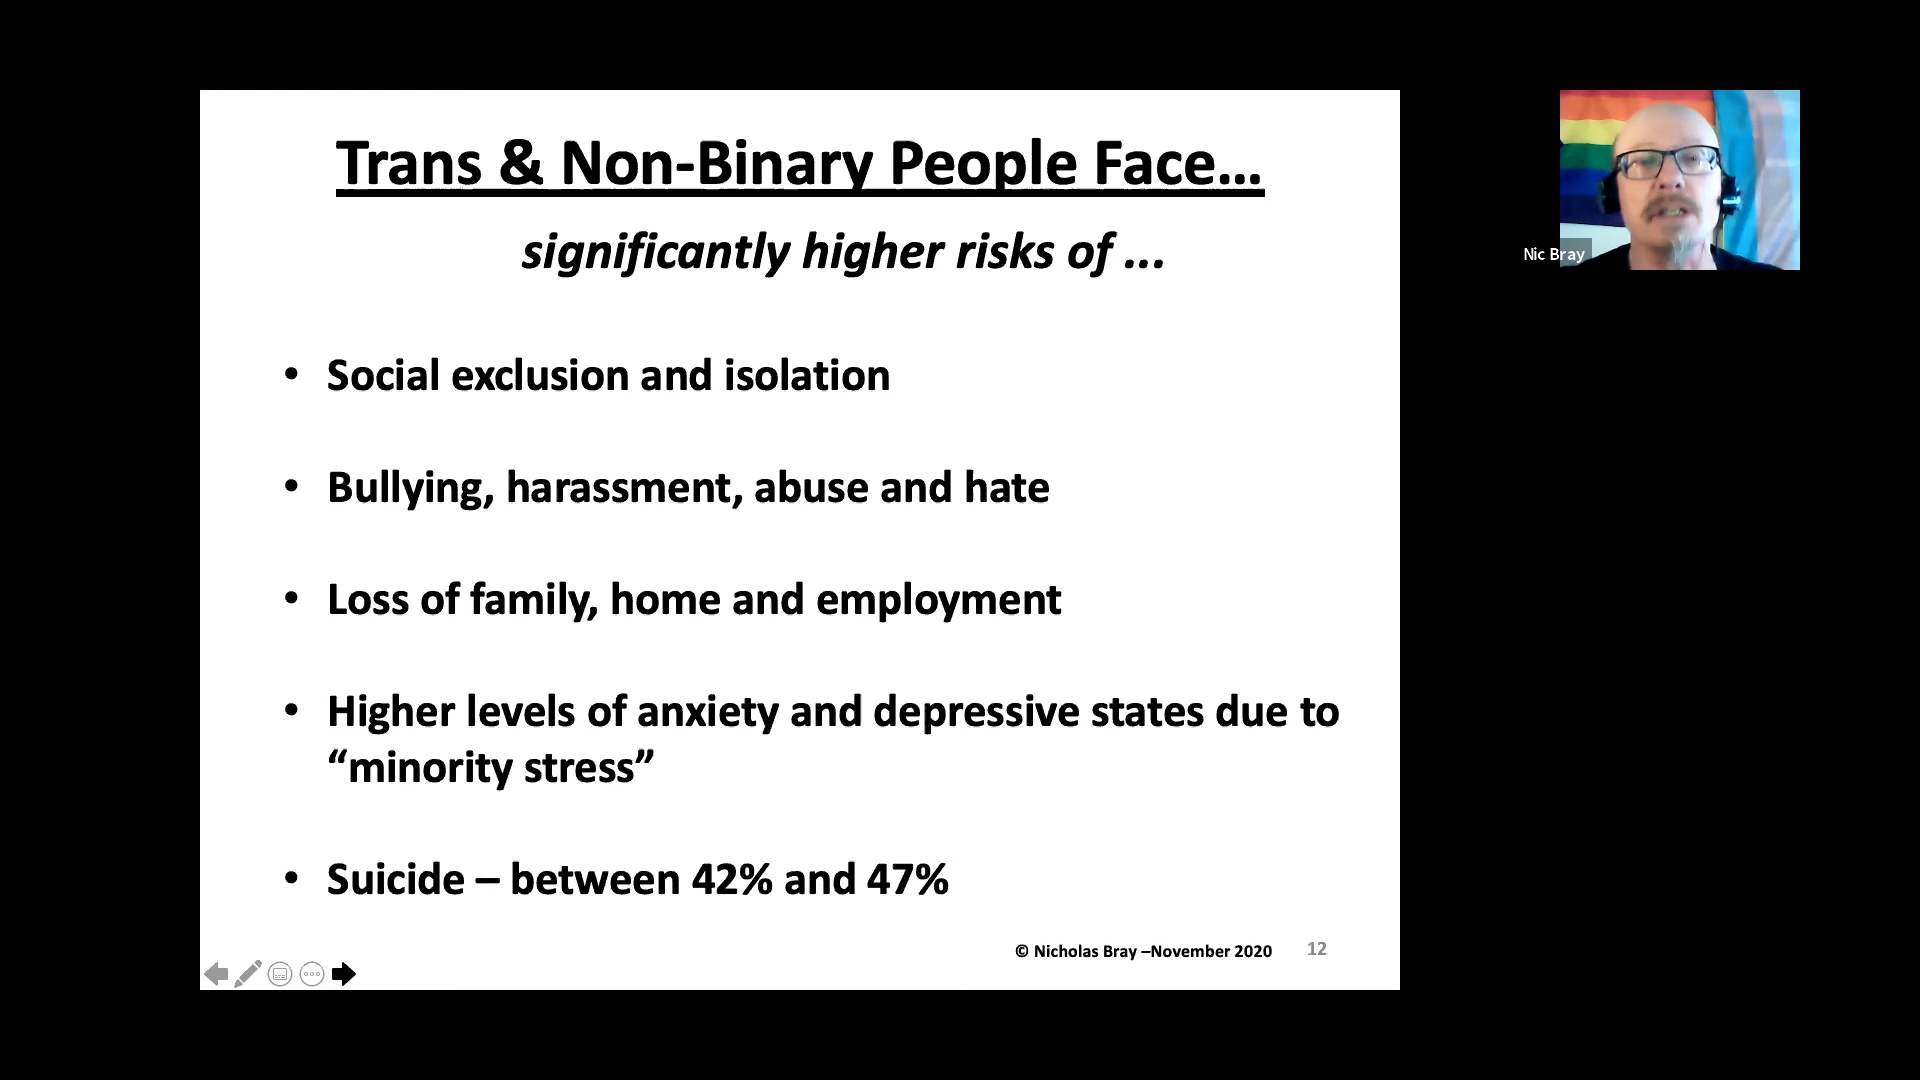 Trans & Non-Binary People Face...
significantly higher risks of ...
• Social exclusion and isolation
• Bullying, harassment, abuse and hate
• Loss of family, home and employment
• Higher levels of anxiety and depressive states due to
“minority stress”
• Suicide – between 42% and 47%
© Nicholas Bray –November 2020
12
Nic Bray